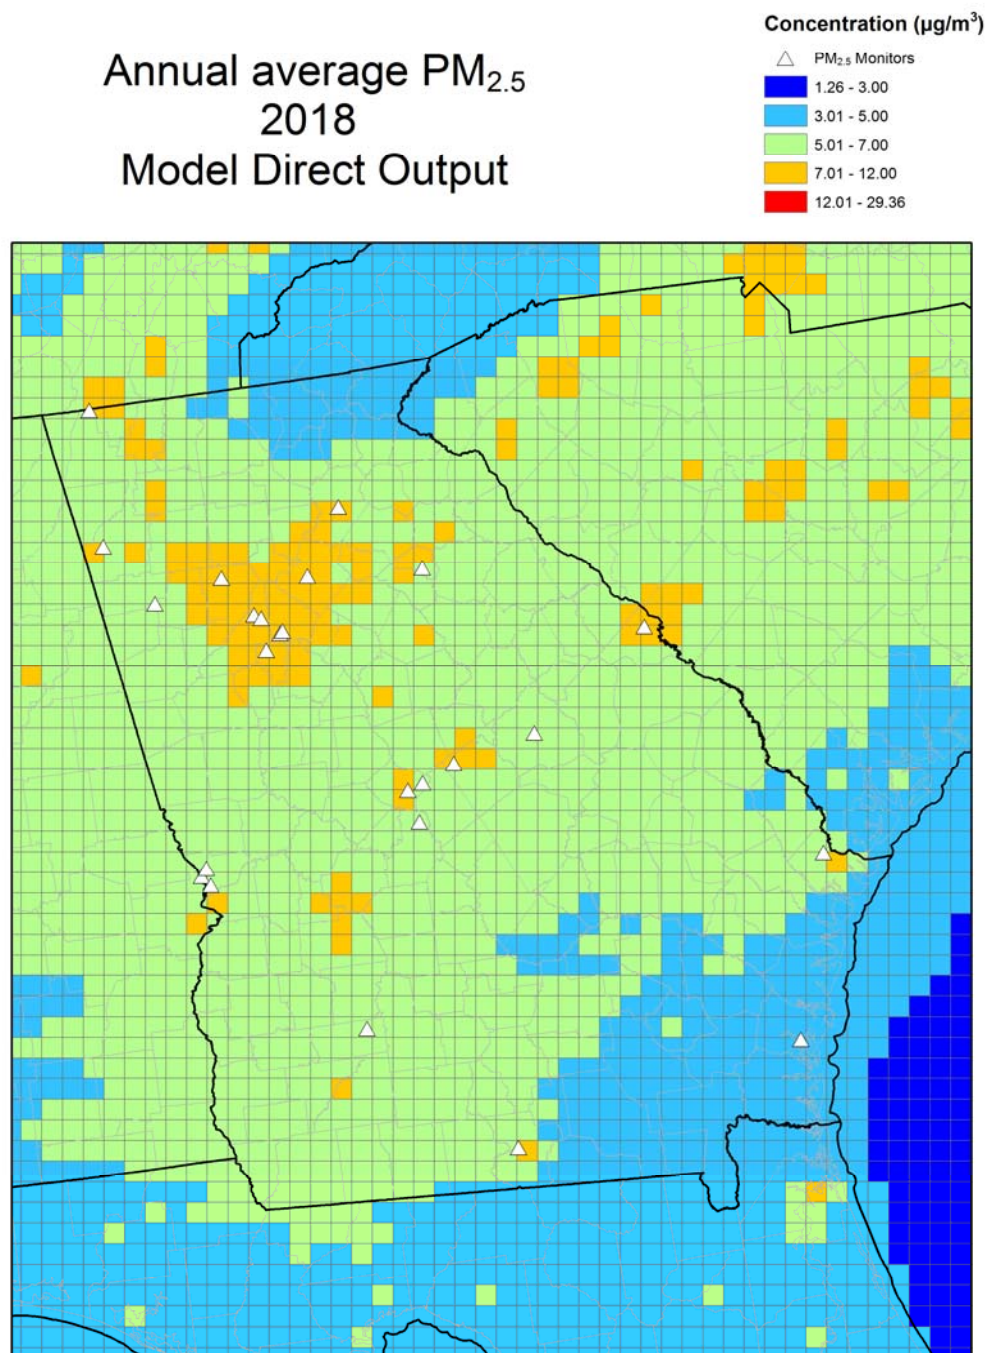 Concentration (µg/m³)
PM₂.₅ Monitors
1.26 - 3.00
3.01 - 5.00
5.01 - 7.00
7.01 - 12.00
12.01 - 29.36
Annual average PM₂.₅
2018
Model Direct Output